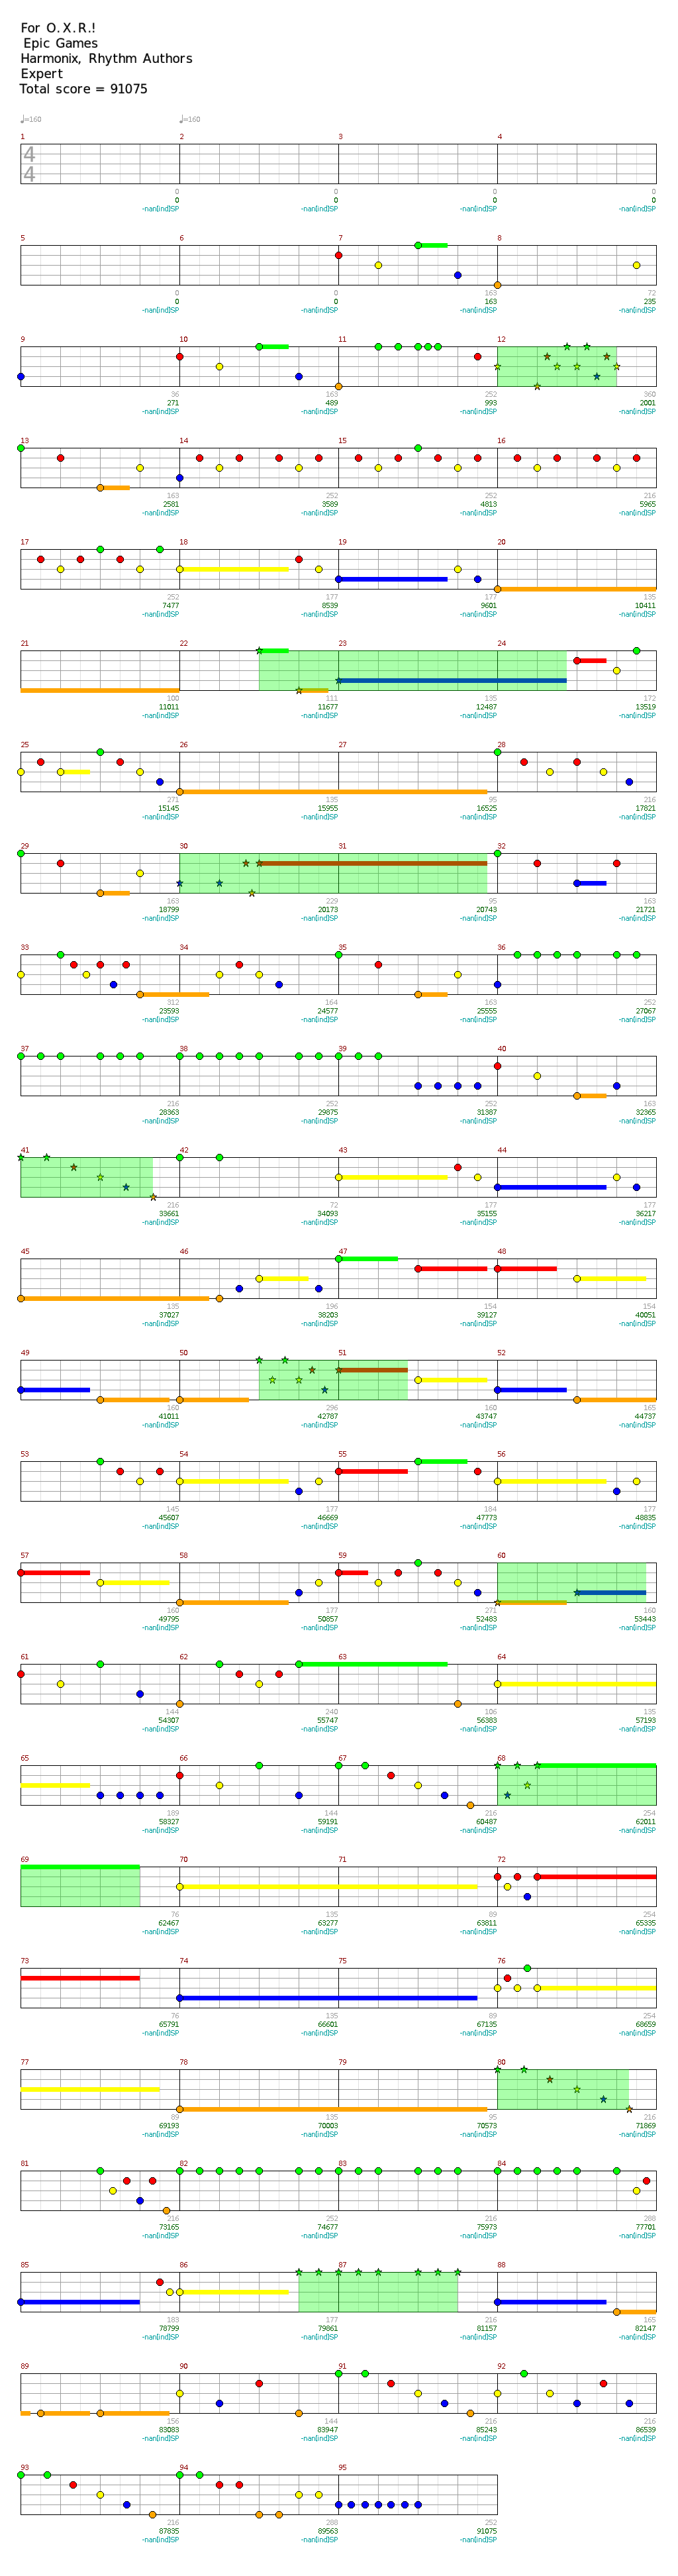 For O.X.R.!
Epic Games
Harmonix, Rhythm Authors
Expert
Total score = 91075
♩=160 ♩=160
1 2 3 4
4
4
0 0 0 0
0 0 0 0
-nan[ind]SP -nan[ind]SP -nan[ind]SP -nan[ind]SP
5 6 7 8
0 0 163 72
0 0 163 235
-nan[ind]SP -nan[ind]SP -nan[ind]SP -nan[ind]SP
9 10 11 12
36 163 252 360
271 489 993 2001
-nan[ind]SP -nan[ind]SP -nan[ind]SP -nan[ind]SP
13 14 15 16
163 252 252 216
2581 3589 4813 5965
-nan[ind]SP -nan[ind]SP -nan[ind]SP -nan[ind]SP
17 18 19 20
252 177 177 135
7477 8539 9601 10411
-nan[ind]SP -nan[ind]SP -nan[ind]SP -nan[ind]SP
21 22 23 24
100 111 135 172
11011 11677 12487 13519
-nan[ind]SP -nan[ind]SP -nan[ind]SP -nan[ind]SP
25 26 27 28
271 135 95 216
15145 15955 16525 17821
-nan[ind]SP -nan[ind]SP -nan[ind]SP -nan[ind]SP
29 30 31 32
163 229 95 163
18799 20173 20743 21721
-nan[ind]SP -nan[ind]SP -nan[ind]SP -nan[ind]SP
33 34 35 36
312 164 163 252
23593 24577 25555 27067
-nan[ind]SP -nan[ind]SP -nan[ind]SP -nan[ind]SP
37 38 39 40
216 252 252 163
28363 29875 31387 32365
-nan[ind]SP -nan[ind]SP -nan[ind]SP -nan[ind]SP
41 42 43 44
216 72 177 177
33661 34093 35155 36217
-nan[ind]SP -nan[ind]SP -nan[ind]SP -nan[ind]SP
45 46 47 48
135 196 154 154
37027 38203 39127 40051
-nan[ind]SP -nan[ind]SP -nan[ind]SP -nan[ind]SP
49 50 51 52
160 296 160 165
41011 42787 43747 44737
-nan[ind]SP -nan[ind]SP -nan[ind]SP -nan[ind]SP
53 54 55 56
145 177 184 177
45607 46669 47773 48835
-nan[ind]SP -nan[ind]SP -nan[ind]SP -nan[ind]SP
57 58 59 60
160 177 271 160
49795 50857 52483 53443
-nan[ind]SP -nan[ind]SP -nan[ind]SP -nan[ind]SP
61 62 63 64
144 240 106 135
54307 55747 56383 57193
-nan[ind]SP -nan[ind]SP -nan[ind]SP -nan[ind]SP
65 66 67 68
189 144 216 254
58327 59191 60487 62011
-nan[ind]SP -nan[ind]SP -nan[ind]SP -nan[ind]SP
69 70 71 72
76 135 89 254
62467 63277 63811 65335
-nan[ind]SP -nan[ind]SP -nan[ind]SP -nan[ind]SP
73 74 75 76
76 135 89 254
65791 66601 67135 68659
-nan[ind]SP -nan[ind]SP -nan[ind]SP -nan[ind]SP
77 78 79 80
89 135 95 216
69193 70003 70573 71869
-nan[ind]SP -nan[ind]SP -nan[ind]SP -nan[ind]SP
81 82 83 84
216 252 216 288
73165 74677 75973 77701
-nan[ind]SP -nan[ind]SP -nan[ind]SP -nan[ind]SP
85 86 87 88
183 177 216 165
78799 79861 81157 82147
-nan[ind]SP -nan[ind]SP -nan[ind]SP -nan[ind]SP
89 90 91 92
156 144 216 216
83083 83947 85243 86539
-nan[ind]SP -nan[ind]SP -nan[ind]SP -nan[ind]SP
93 94 95
216 288 252
87835 89563 91075
-nan[ind]SP -nan[ind]SP -nan[ind]SP